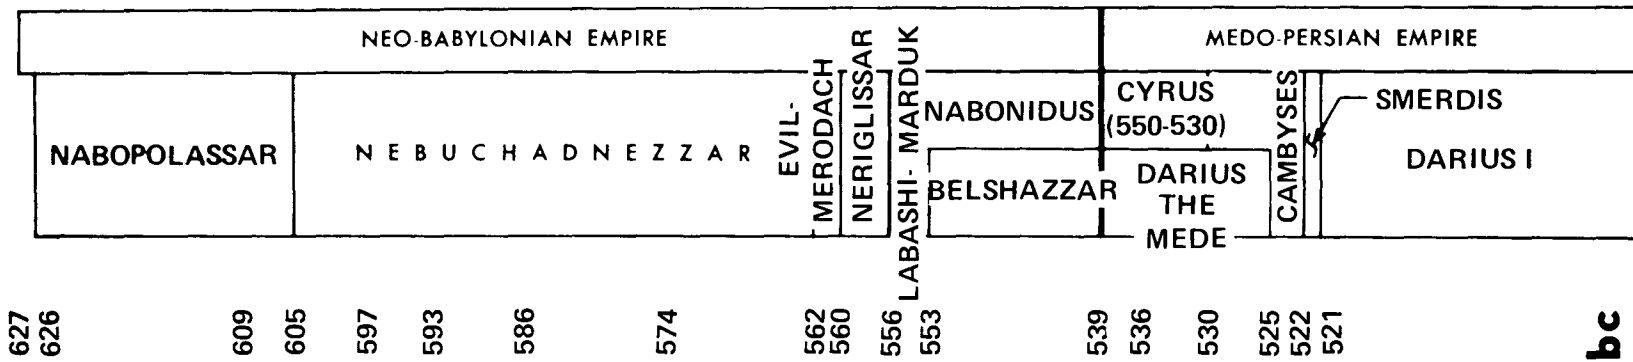 NEO-BABYLONIAN EMPIRE
MEDO-PERSIAN EMPIRE
NABOPOLASSAR
N E B U C H A D N E Z Z A R
EVIL-
MERODACH
NERIGLISSAR
LABASHI- MARDUK
NABONIDUS
BELSHAZZAR
CYRUS
(550-530)
DARIUS
THE
MEDE
CAMBYSES
SMERDIS
DARIUS I
627
626
609
605
597
593
586
574
562
560
556
553
539
536
530
525
522
521
bc